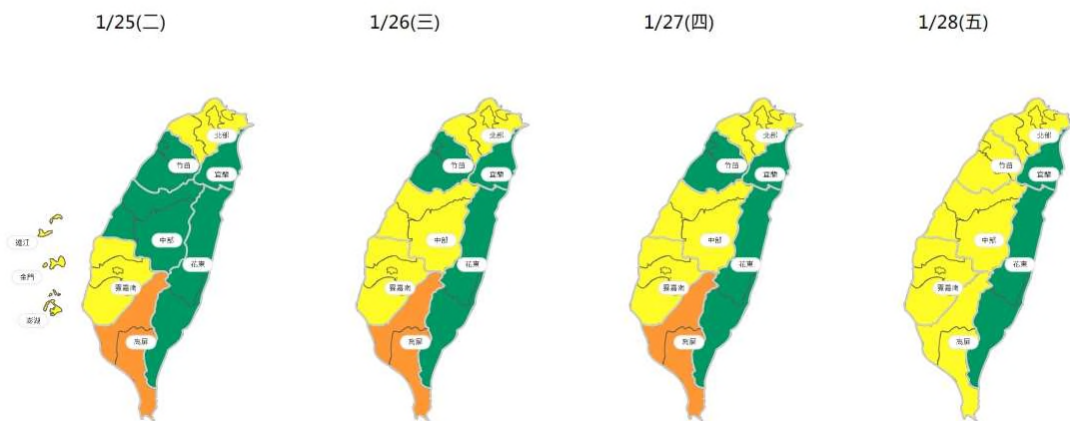 1/25(二)
1/26(三)
1/27(四)
1/28(五)
北部
竹苗
宜蘭
中部
花東
雲嘉南
高屏
連江
金門
澎湖
北部
竹苗
宜蘭
中部
花東
雲嘉南
高屏
北部
竹苗
宜蘭
中部
花東
雲嘉南
高屏
北部
竹苗
宜蘭
中部
花東
雲嘉南
高屏